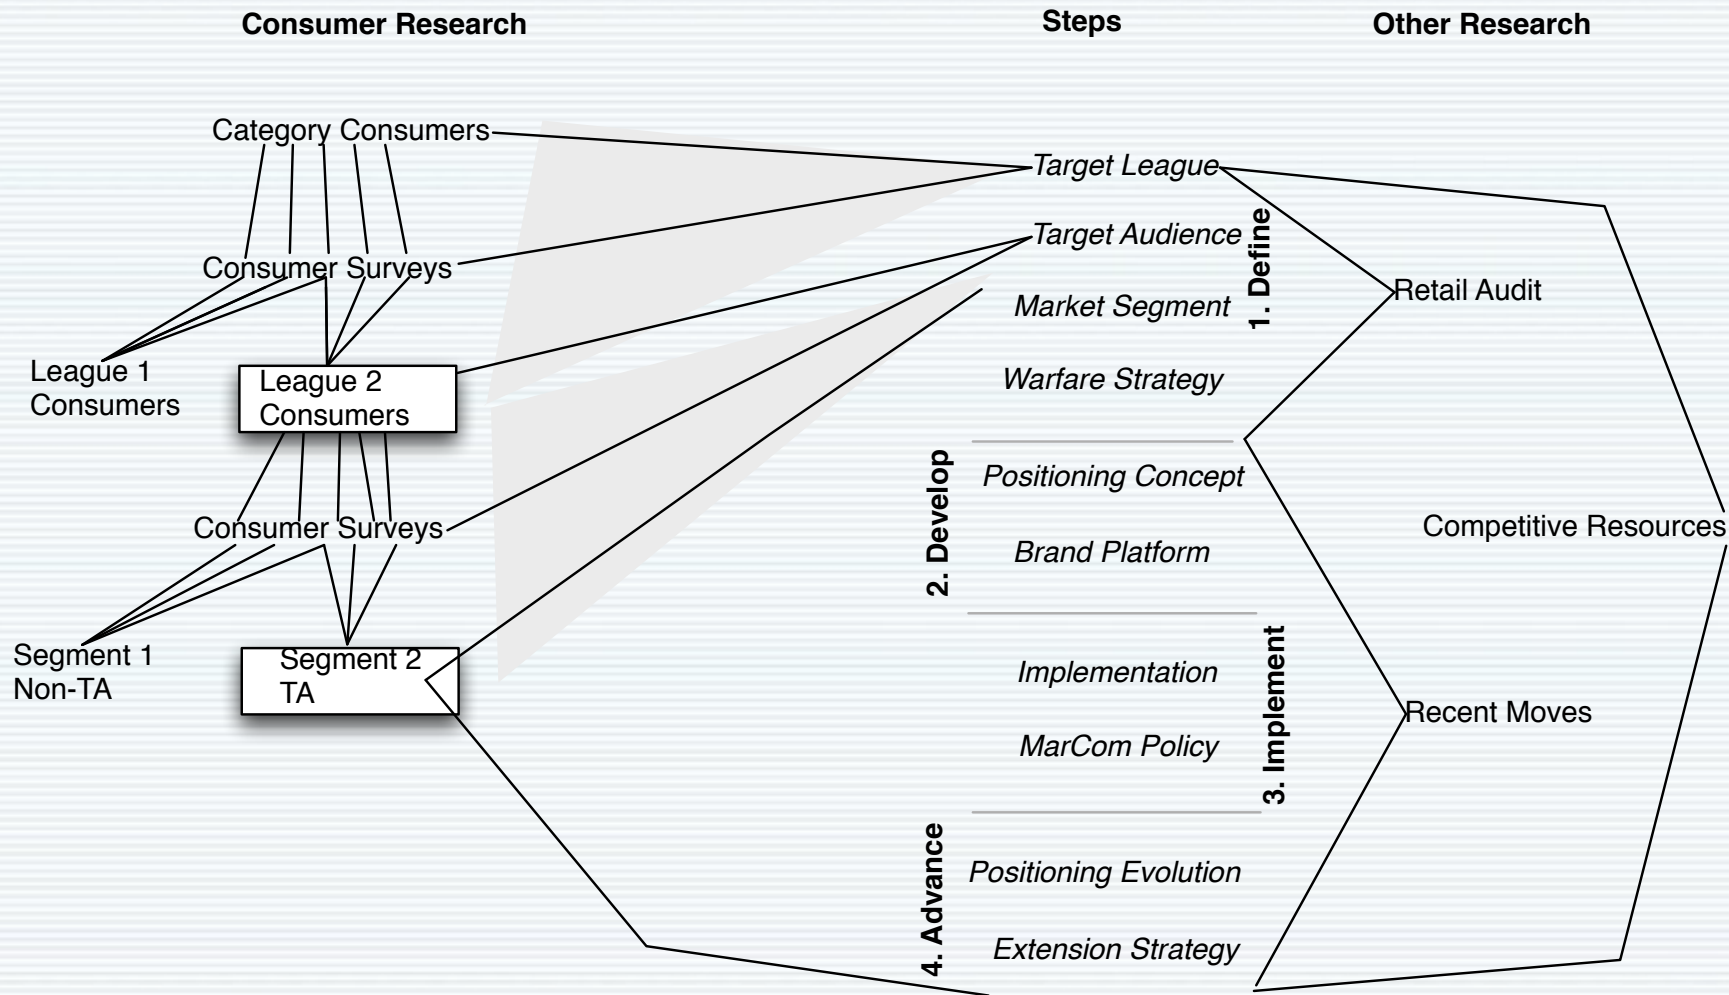 Consumer Research
Steps
Other Research
Category Consumers
Consumer Surveys
League 1
Consumers
League 2
Consumers
Consumer Surveys
Segment 1
Non-TA
Segment 2
TA
Target League
Target Audience
Market Segment
Warfare Strategy
1. Define
Positioning Concept
Brand Platform
2. Develop
Implementation
MarCom Policy
3. Implement
Positioning Evolution
Extension Strategy
4. Advance
Retail Audit
Competitive Resources
Recent Moves